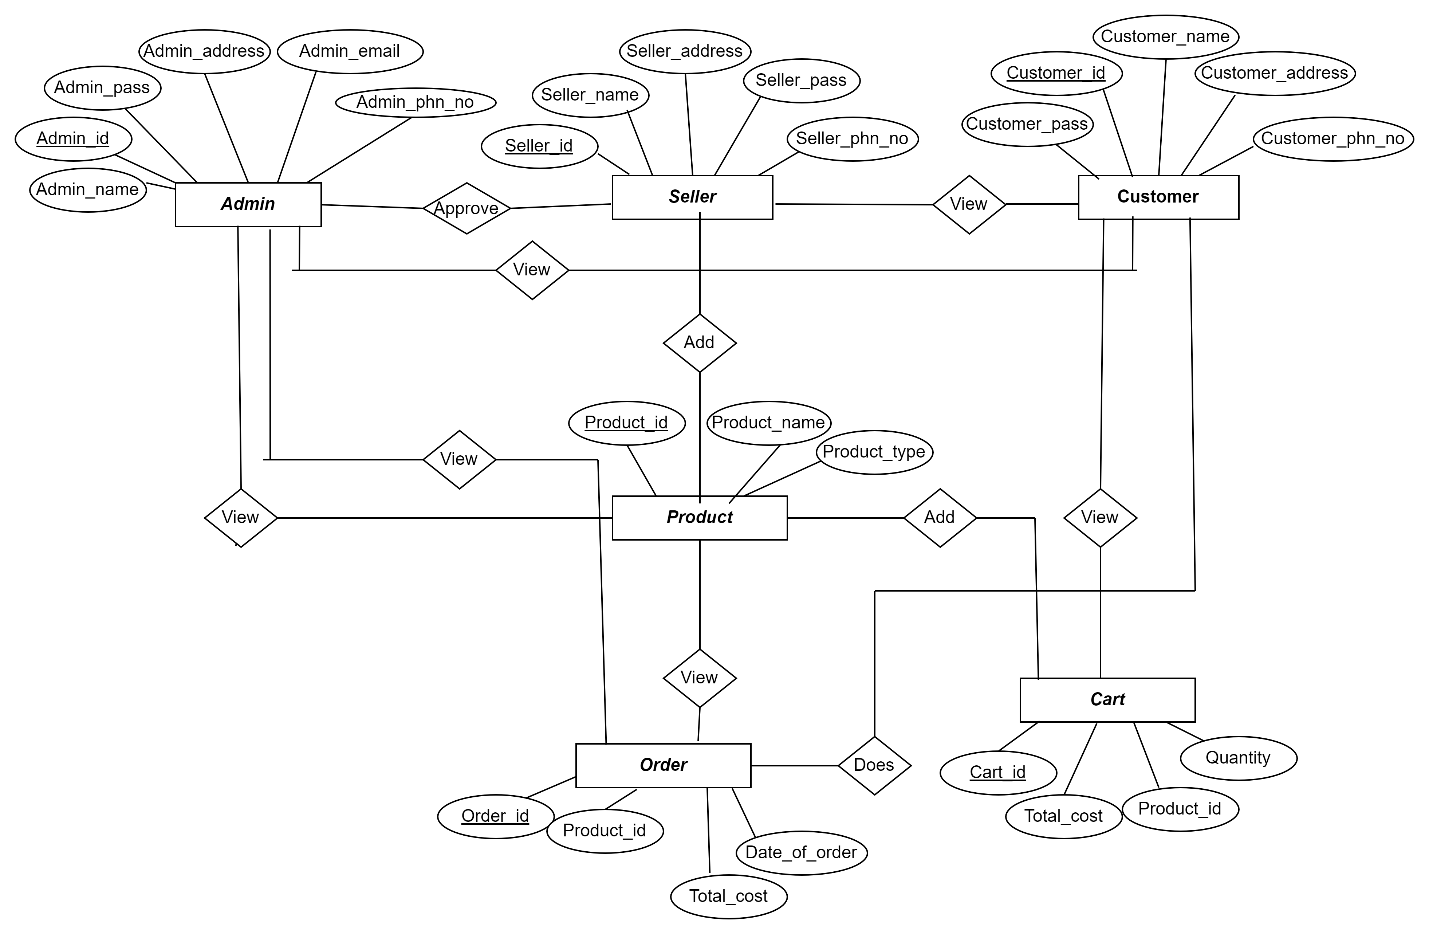 Customer_name
Admin_address
Admin_email
Seller_address
Customer_id
Customer_address
Admin_pass
Seller_name
Seller_pass
Admin_phn_no
Customer_pass
Admin_id
Seller_id
Seller_phn_no
Customer_phn_no
Admin_name
Admin
Approve
Seller
View
Customer
View
Add
Product_id
Product_name
Product_type
View
View
Product
Add
View
View
Cart
Order
Does
Quantity
Cart_id
Order_id
Product_id
Total_cost
Product_id
Date_of_order
Total_cost